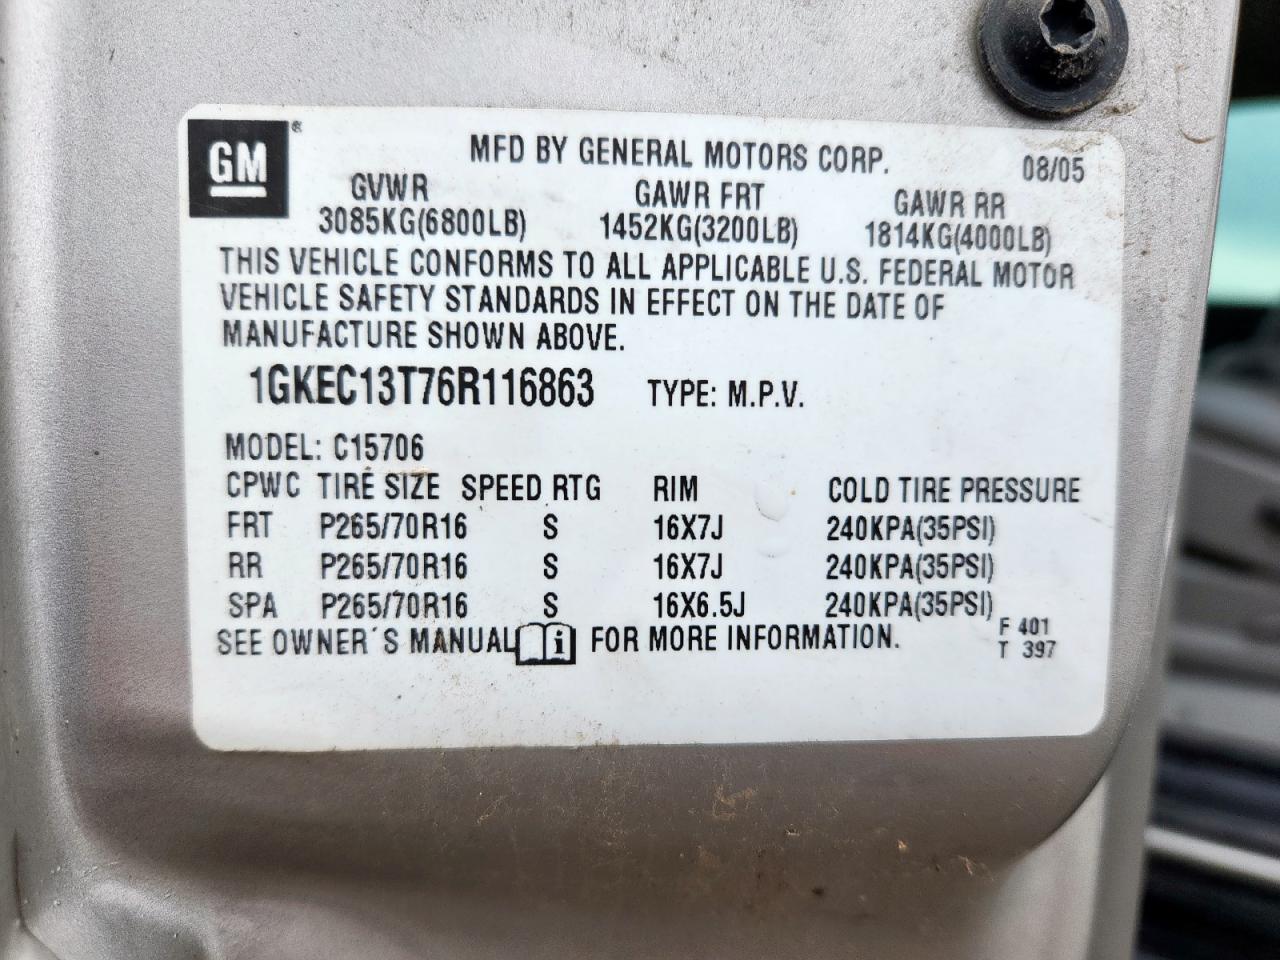 GM ®
MFD BY GENERAL MOTORS CORP. 08/05
GVWR GAWR FRT GAWR RR
3085KG(6800LB) 1452KG(3200LB) 1814KG(4000LB)
THIS VEHICLE CONFORMS TO ALL APPLICABLE U.S. FEDERAL MOTOR
VEHICLE SAFETY STANDARDS IN EFFECT ON THE DATE OF
MANUFACTURE SHOWN ABOVE.
1GKEC13T76R116863 TYPE: M.P.V.
MODEL: C15706
CPWC TIRE SIZE SPEED RTG RIM COLD TIRE PRESSURE
FRT P265/70R16 S 16X7J 240KPA(35PSI)
RR P265/70R16 S 16X7J 240KPA(35PSI)
SPA P265/70R16 S 16X6.5J 240KPA(35PSI)
SEE OWNER´S MANUAL i FOR MORE INFORMATION. F 401
T 397